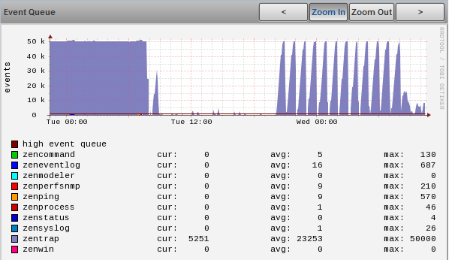 Event Queue
< Zoom In Zoom Out >
50 k
40 k
30 k
20 k
10 k
0
events
Tue 00:00 Tue 12:00 Wed 00:00
RRDTOOL / TOBI OETIKER
high event queue
zencommand cur: 0 avg: 5 max: 130
zeneventlog cur: 0 avg: 16 max: 687
zenmodeler cur: 0 avg: 0 max: 0
zenperfsnmp cur: 0 avg: 9 max: 210
zenping cur: 0 avg: 9 max: 570
zenprocess cur: 0 avg: 1 max: 46
zenstatus cur: 0 avg: 0 max: 4
zensyslog cur: 0 avg: 1 max: 26
zentrap cur: 5251 avg: 23253 max: 50000
zenwin cur: 0 avg: 0 max: 0